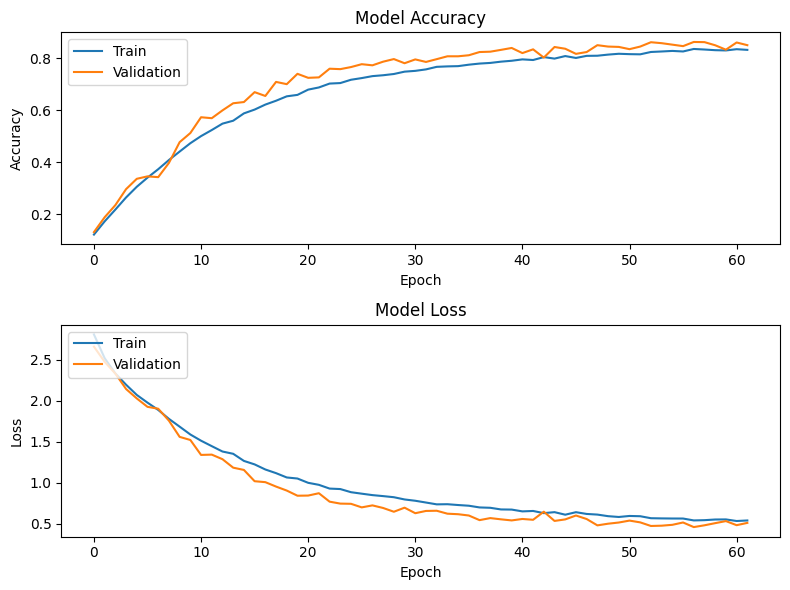 Model Accuracy
Train
Validation
Accuracy
0.8
0.6
0.4
0.2
0 10 20 30 40 50 60
Epoch
Model Loss
Train
Validation
Loss
2.5
2.0
1.5
1.0
0.5
0 10 20 30 40 50 60
Epoch